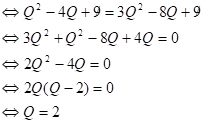 ⇔ Q² − 4Q + 9 = 3Q² − 8Q + 9
⇔ 3Q² + Q² − 8Q + 4Q = 0
⇔ 2Q² − 4Q = 0
⇔ 2Q(Q − 2) = 0
⇔ Q = 2